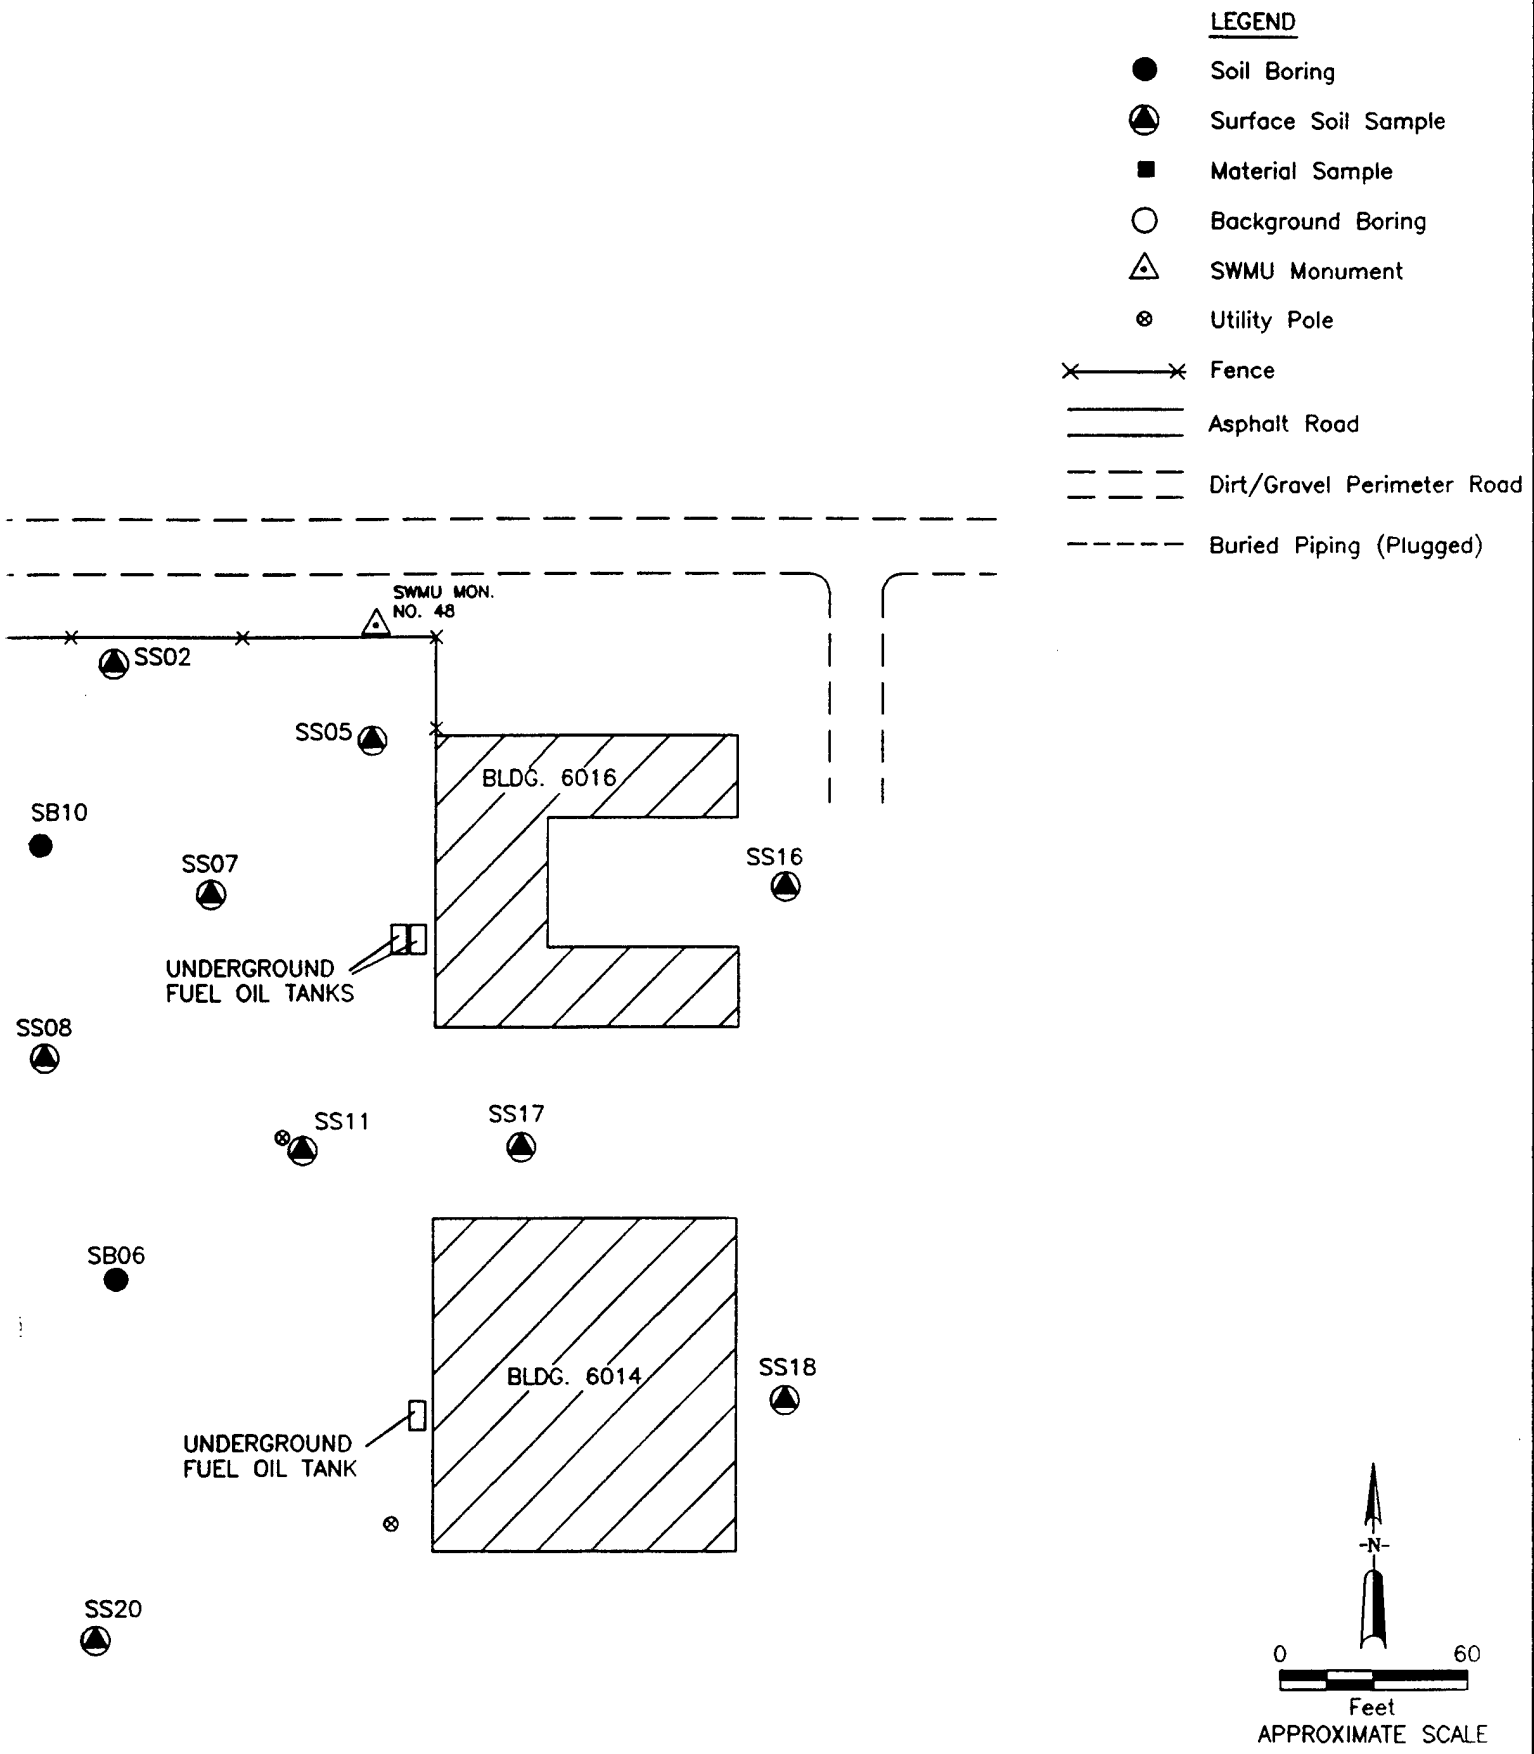 LEGEND
Soil Boring
Surface Soil Sample
Material Sample
Background Boring
SWMU Monument
Utility Pole
Fence
Asphalt Road
Dirt/Gravel Perimeter Road
Buried Piping (Plugged)
SWMU MON.
NO. 48
SS02
SS05
BLDG. 6016
SB10
SS07
SS16
UNDERGROUND
FUEL OIL TANKS
SS08
SS11
SS17
SB06
BLDG. 6014
SS18
UNDERGROUND
FUEL OIL TANK
SS20
-N-
0 60
Feet
APPROXIMATE SCALE